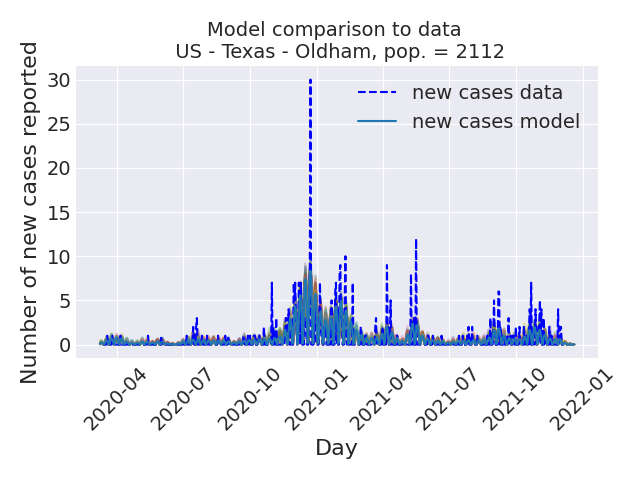 Model comparison to data
US - Texas - Oldham, pop. = 2112
Number of new cases reported
30
25
20
15
10
5
0
new cases data
new cases model
2020-04
2020-07
2020-10
2021-01
2021-04
2021-07
2021-10
2022-01
Day